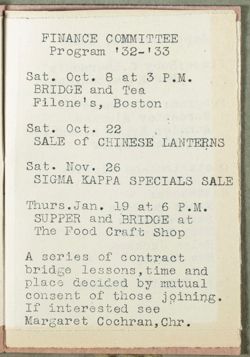 FINANCE COMMITTEE
Program '32-'33
Sat. Oct. 8 at 3 P.M.
BRIDGE and Tea
Filene's, Boston
Sat. Oct. 22
SALE of CHINESE LANTERNS
Sat. Nov. 26
SIGMA KAPPA SPECIALS SALE
Thurs.Jan. 19 at 6 P.M.
SUPPER and BRIDGE at
The Food Craft Shop
A series of contract
bridge lessons,time and
place decided by mutual
consent of those joining.
If interested see
Margaret Cochran,Chr.